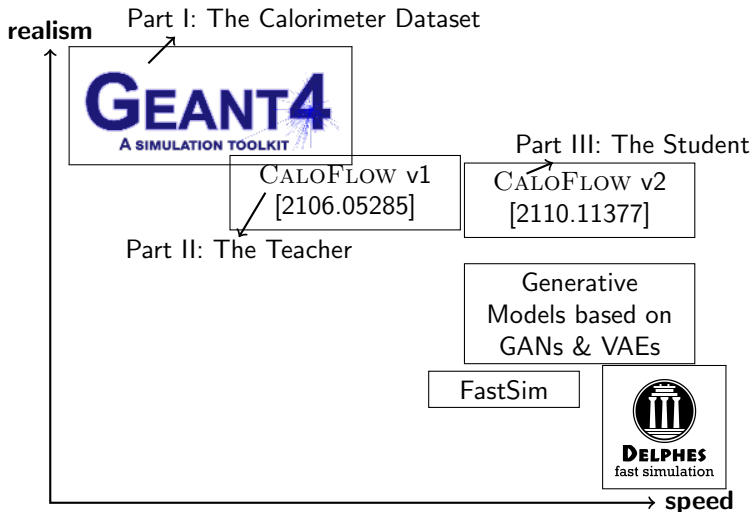 Part I: The Calorimeter Dataset
realism
GEANT4
A SIMULATION TOOLKIT
Part III: The Student
CALOFLOW v1
[2106.05285]
CALOFLOW v2
[2110.11377]
Part II: The Teacher
Generative
Models based on
GANs & VAEs
FastSim
DELPHES
fast simulation
speed